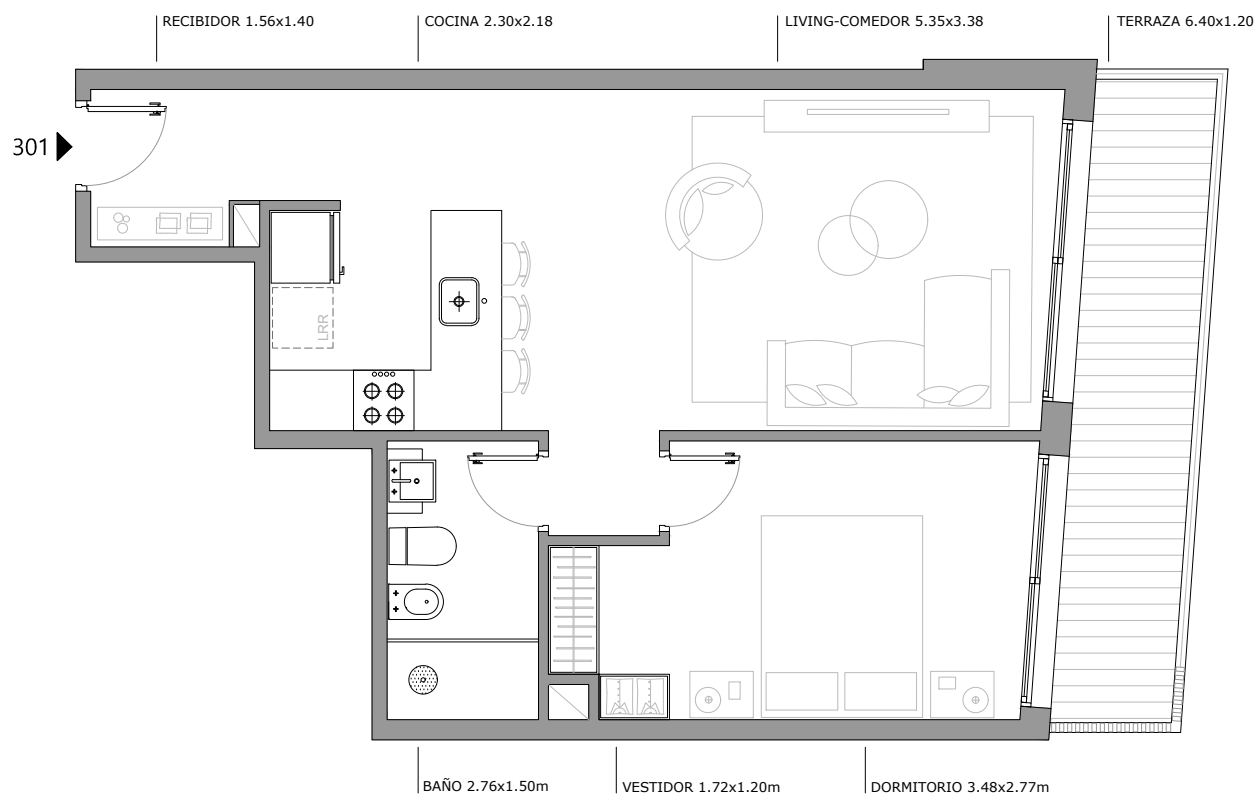 RECIBIDOR 1.56x1.40
COCINA 2.30x2.18
LIVING-COMEDOR 5.35x3.38
TERRAZA 6.40x1.20
301
LRR
BAÑO 2.76x1.50m
VESTIDOR 1.72x1.20m
DORMITORIO 3.48x2.77m